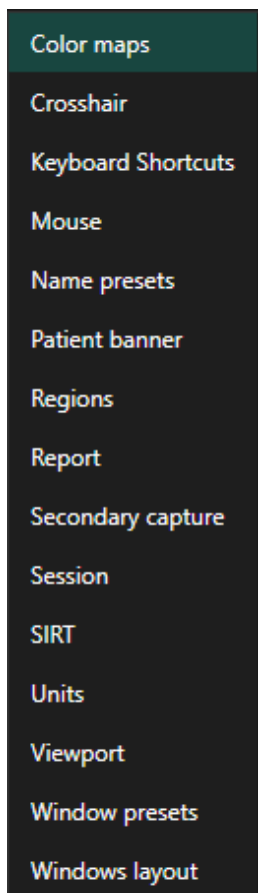 Color maps
Crosshair
Keyboard Shortcuts
Mouse
Name presets
Patient banner
Regions
Report
Secondary capture
Session
SIRT
Units
Viewport
Window presets
Windows layout